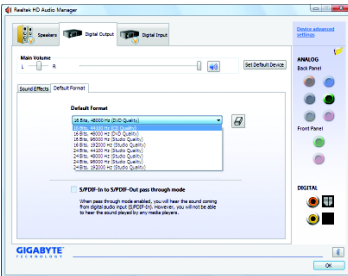 Realtek HD Audio Manager
Speakers
Digital Output
Digital Input
Device advanced settings
Main Volume
L
R
Set Default Device
ANALOG
Back Panel
Sound Effects
Default Format
Default Format
16 Bits, 48000 Hz (DVD Quality)
16 Bits, 44100 Hz (CD Quality)
16 Bits, 48000 Hz (DVD Quality)
16 Bits, 96000 Hz (Studio Quality)
16 Bits, 192000 Hz (Studio Quality)
24 Bits, 44100 Hz (Studio Quality)
24 Bits, 48000 Hz (Studio Quality)
24 Bits, 96000 Hz (Studio Quality)
24 Bits, 192000 Hz (Studio Quality)
Front Panel
S/PDIF-In to S/PDIF-Out pass through mode
When pass through mode enabled, you will hear the sound coming
from digital audio input (S/PDIF-In). However, you will not be able
to hear the sound played by any media players.
DIGITAL
GIGABYTE
TECHNOLOGY
OK